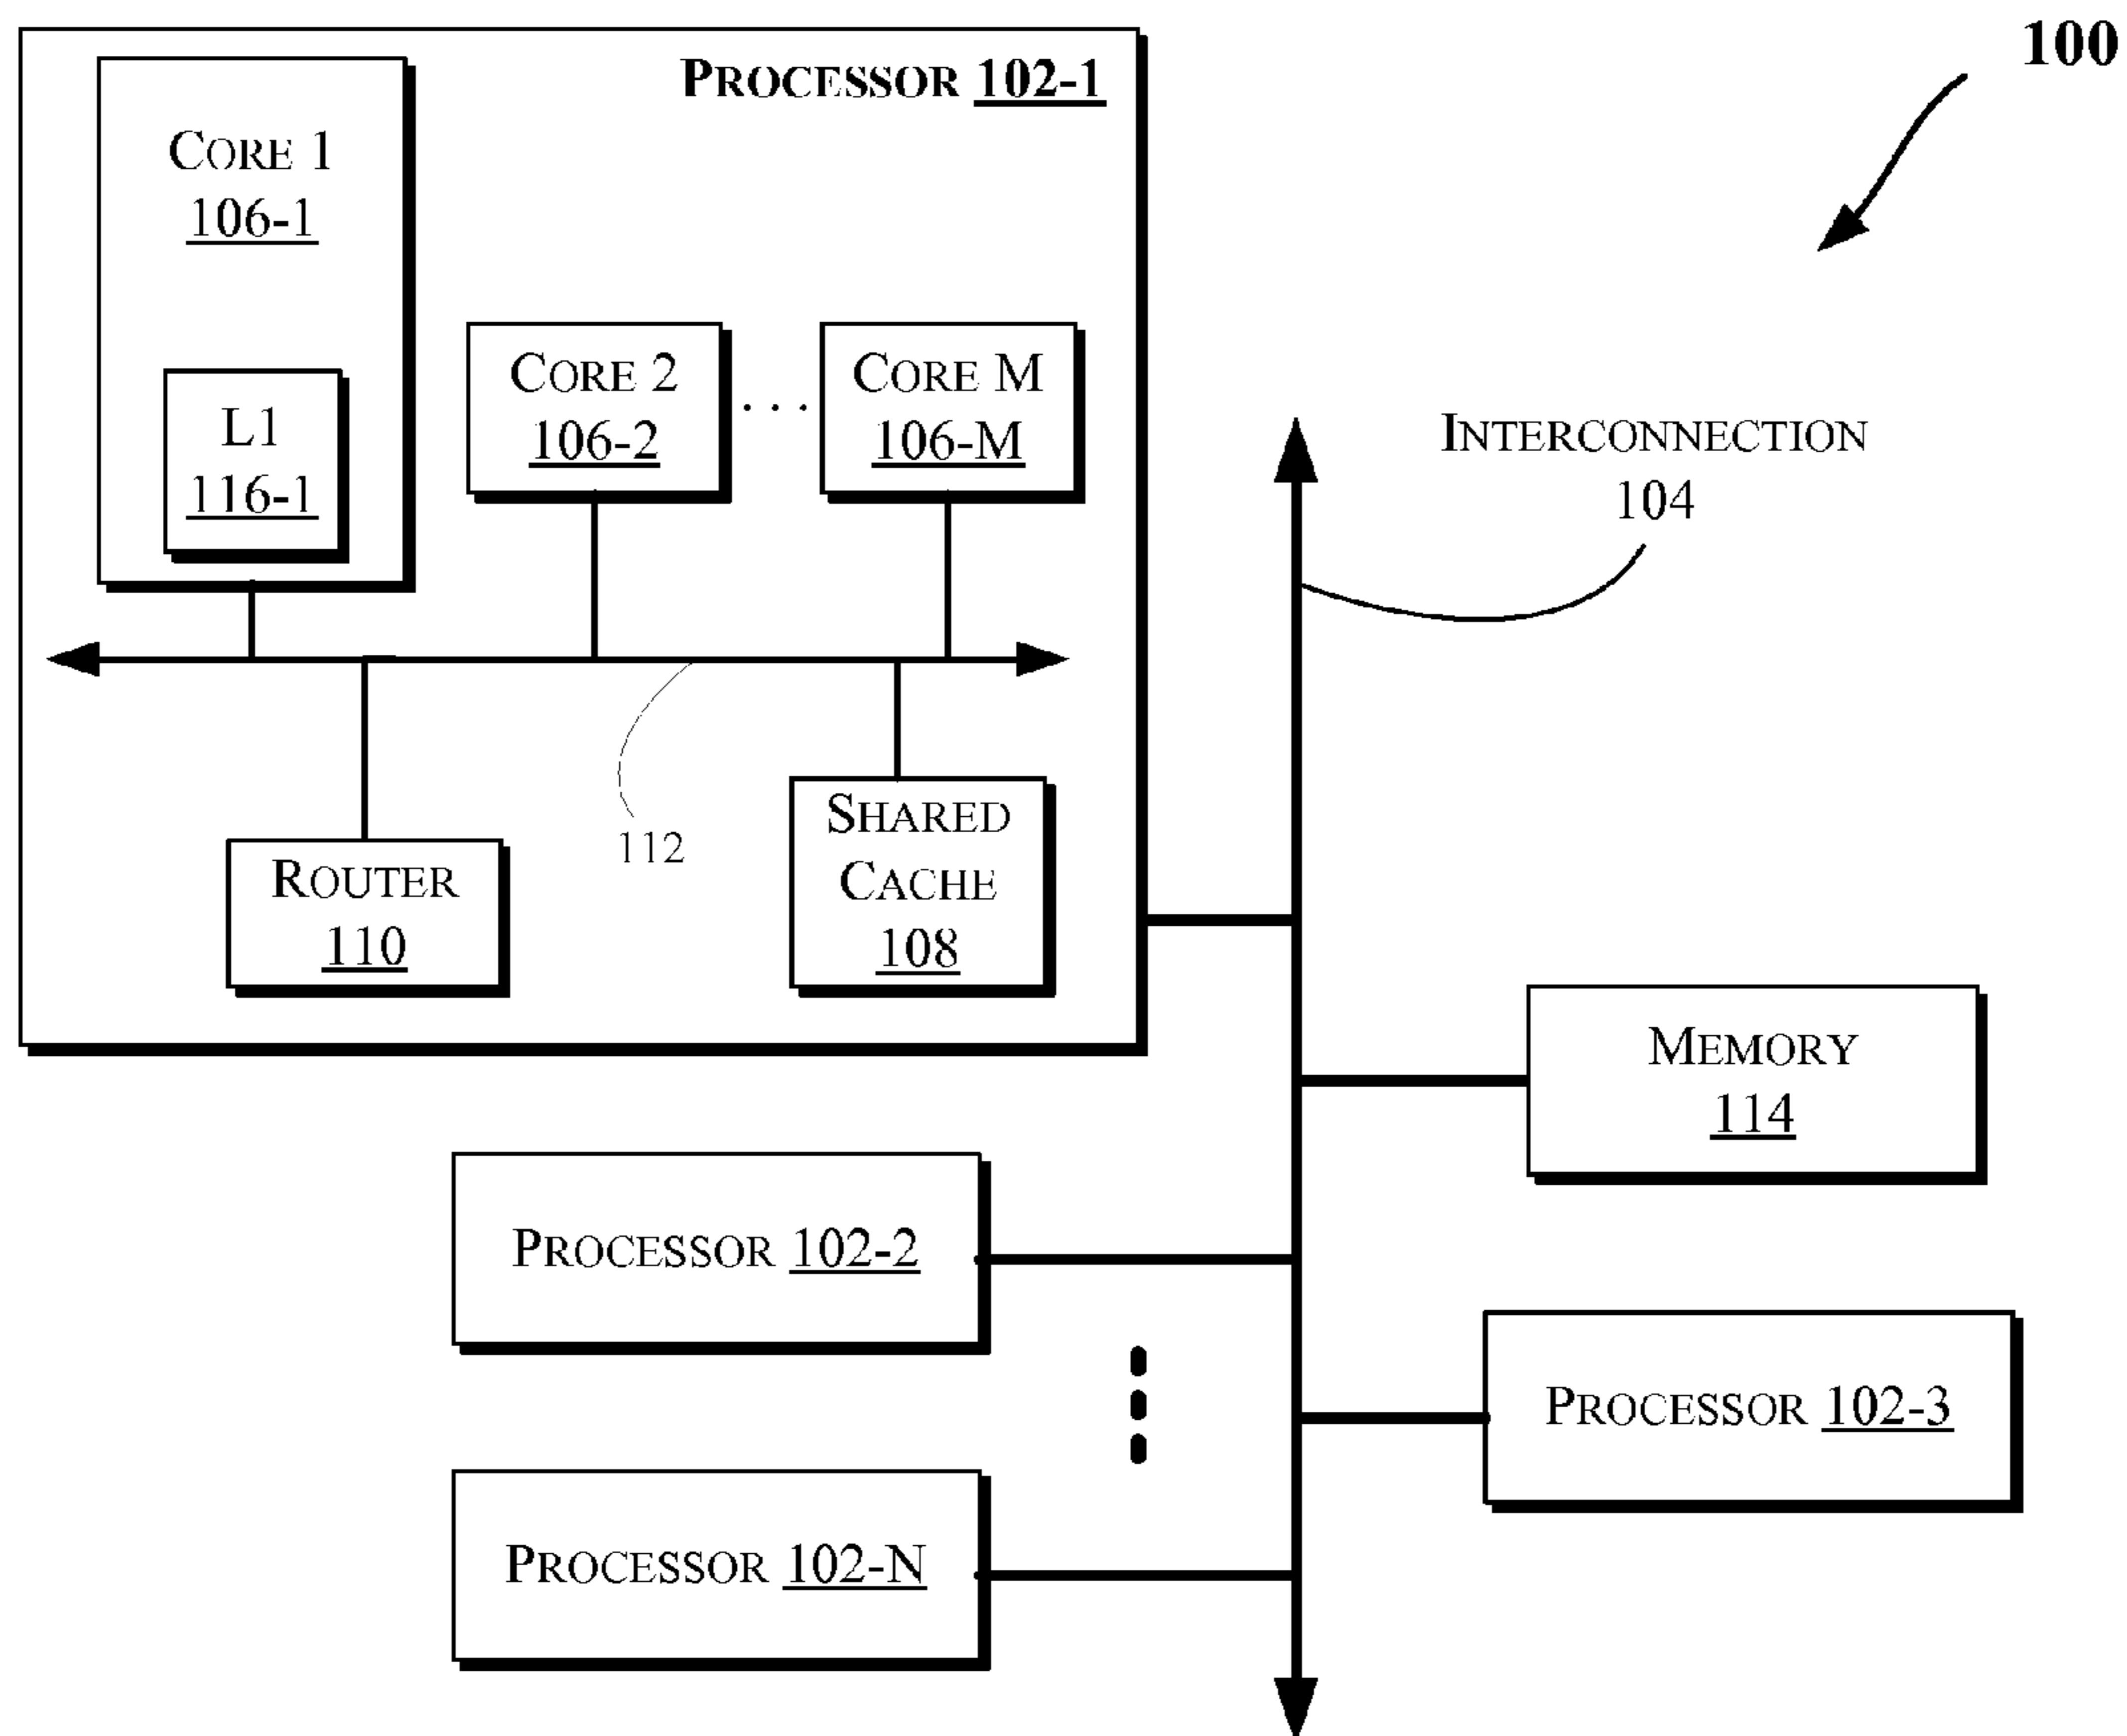 100
PROCESSOR 102-1
CORE 1
106-1
L1
116-1
CORE 2
106-2
. . .
CORE M
106-M
112
ROUTER
110
SHARED
CACHE
108
INTERCONNECTION
104
MEMORY
114
PROCESSOR 102-2
PROCESSOR 102-3
PROCESSOR 102-N